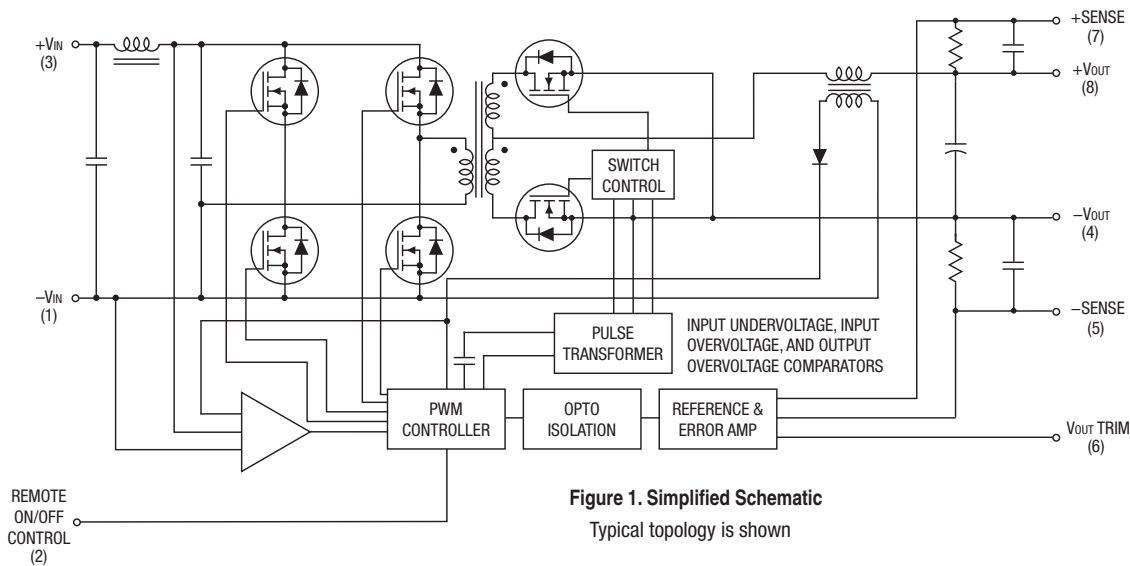 +SENSE
(7)
+VIN
(3)
+VOUT
(8)
SWITCH
CONTROL
−VOUT
(4)
−VIN
(1)
−SENSE
(5)
PULSE
TRANSFORMER
INPUT UNDERVOLTAGE, INPUT
OVERVOLTAGE, AND OUTPUT
OVERVOLTAGE COMPARATORS
PWM
CONTROLLER
OPTO
ISOLATION
REFERENCE &
ERROR AMP
VOUT TRIM
(6)
REMOTE
ON/OFF
CONTROL
(2)
Figure 1. Simplified Schematic
Typical topology is shown